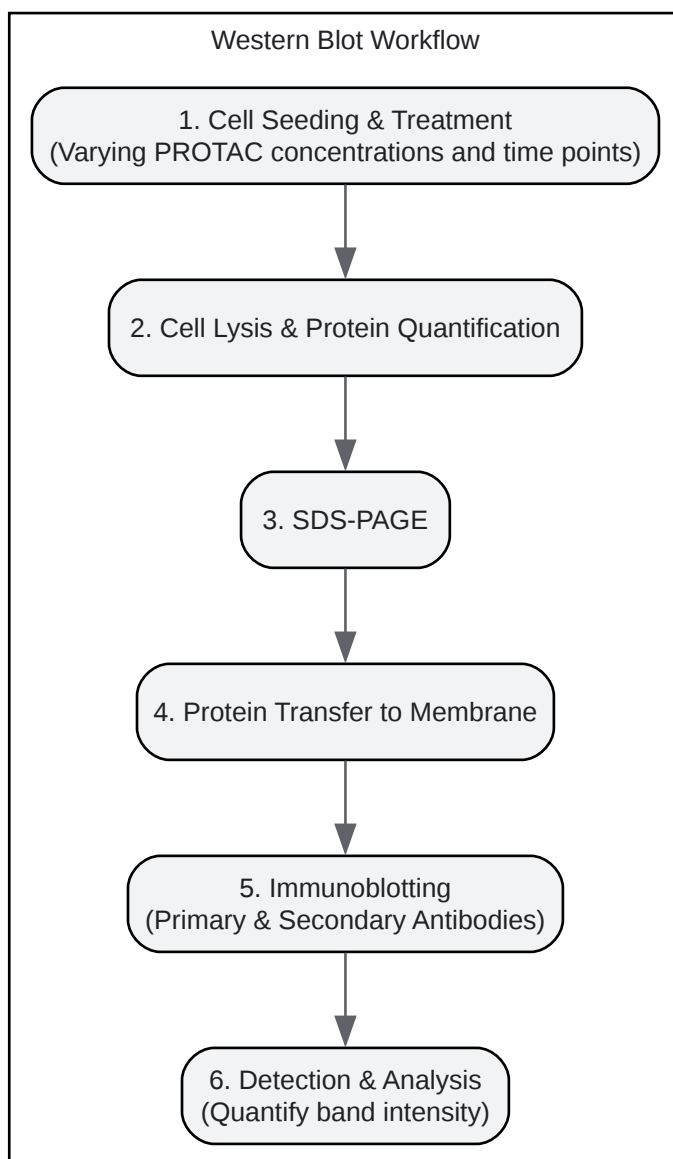 Western Blot Workflow
1. Cell Seeding & Treatment
(Varying PROTAC concentrations and time points)
2. Cell Lysis & Protein Quantification
3. SDS-PAGE
4. Protein Transfer to Membrane
5. Immunoblotting
(Primary & Secondary Antibodies)
6. Detection & Analysis
(Quantify band intensity)